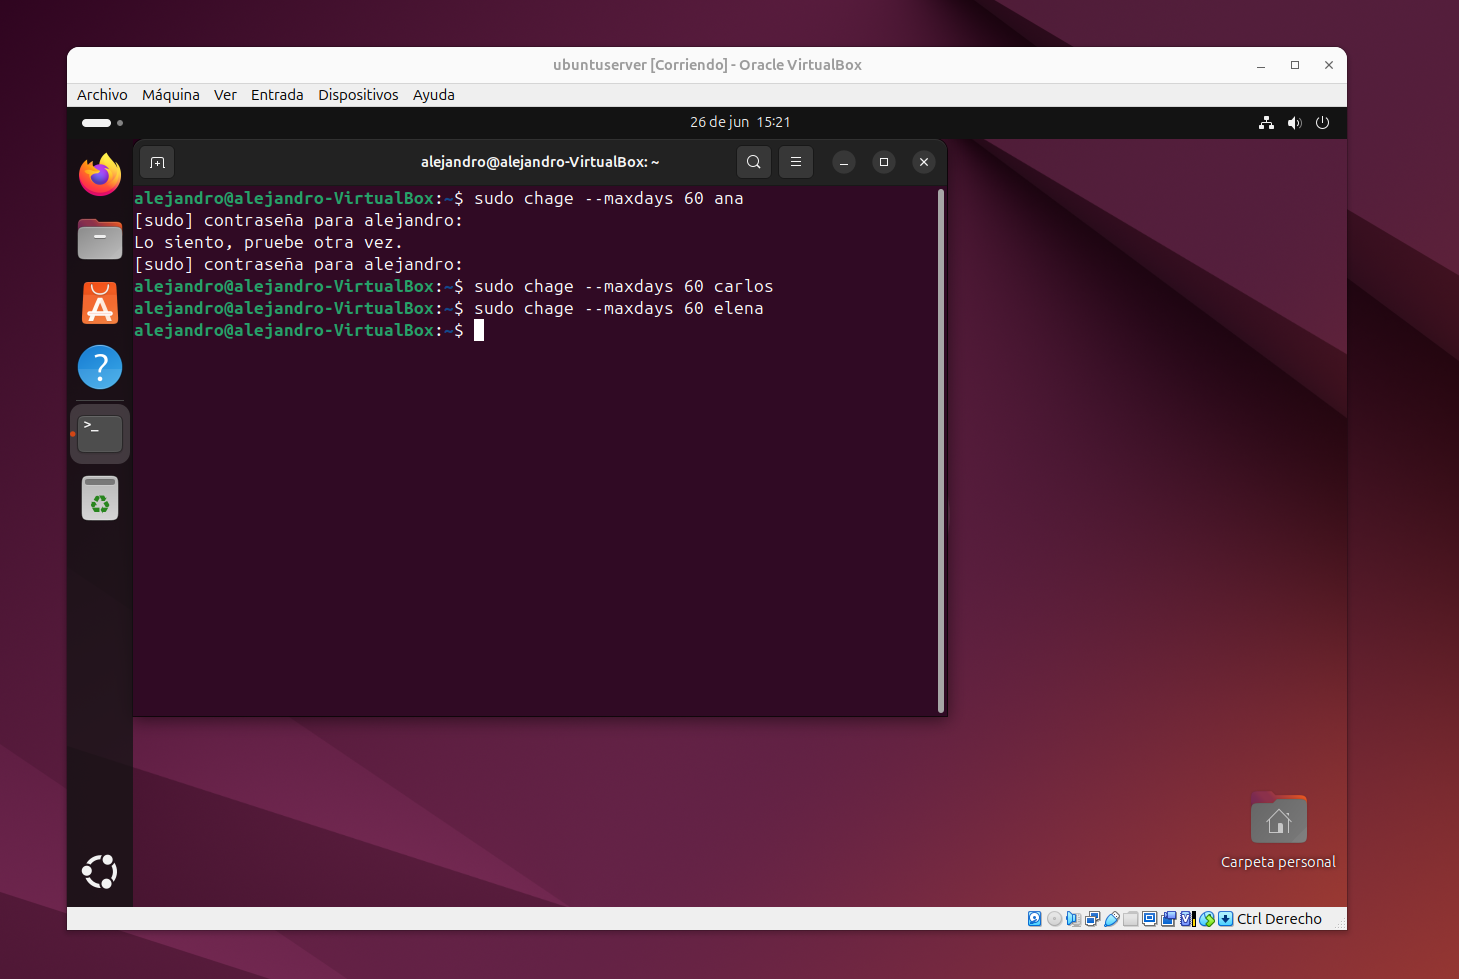 ubuntuserver [Corriendo] - Oracle VirtualBox
Archivo Máquina Ver Entrada Dispositivos Ayuda
26 de jun 15:21
alejandro@alejandro-VirtualBox: ~
alejandro@alejandro-VirtualBox:~$ sudo chage --maxdays 60 ana
[sudo] contraseña para alejandro:
Lo siento, pruebe otra vez.
[sudo] contraseña para alejandro:
alejandro@alejandro-VirtualBox:~$ sudo chage --maxdays 60 carlos
alejandro@alejandro-VirtualBox:~$ sudo chage --maxdays 60 elena
alejandro@alejandro-VirtualBox:~$
Carpeta personal
Ctrl Derecho